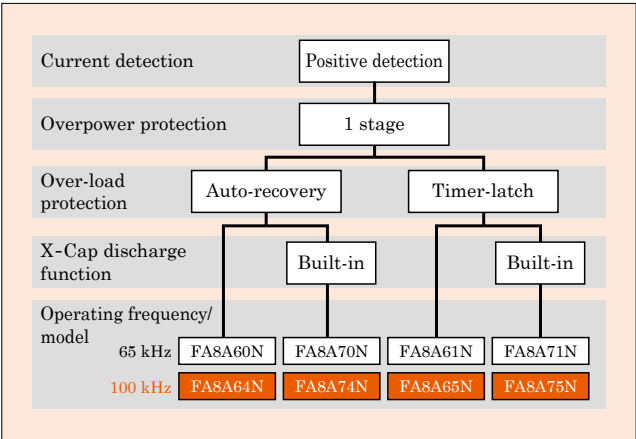 Current detection
Positive detection
Overpower protection
1 stage
Over-load
protection
Auto-recovery
Timer-latch
X-Cap discharge
function
Built-in
Built-in
Operating frequency/
model
65 kHz FA8A60N FA8A70N FA8A61N FA8A71N
100 kHz FA8A64N FA8A74N FA8A65N FA8A75N